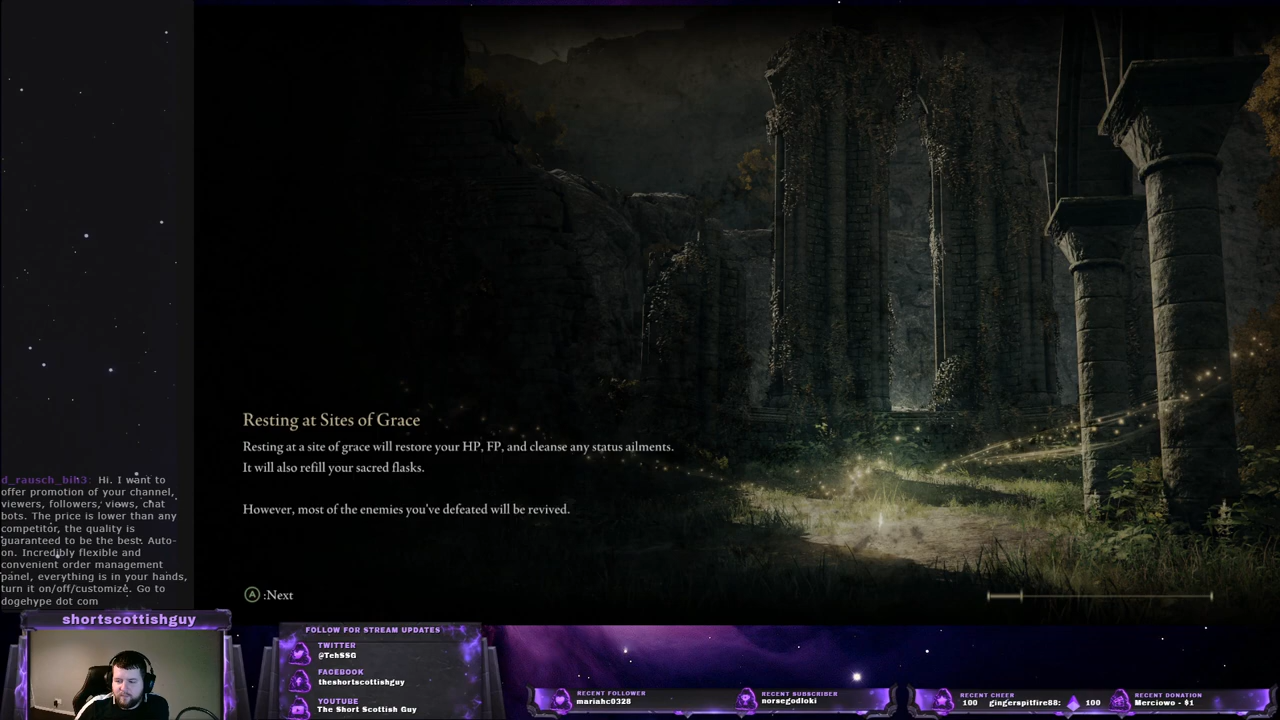 Resting at Sites of Grace
Resting at a site of grace will restore your HP, FP, and cleanse any status ailments.
It will also refill your sacred flasks.
However, most of the enemies you've defeated will be revived.
A :Next
d_rausch_bih3: Hi. I want to
offer promotion of your channel,
viewers, followers, views, chat
bots. The price is lower than any
competitor, the quality is
guaranteed to be the best. Auto-
on. Incredibly flexible and
convenient order management
panel, everything is in your hands,
turn it on/off/customize. Go to
dogehype dot com
shortscottishguy
FOLLOW FOR STREAM UPDATES
TWITTER
@TehSSG
FACEBOOK
theshortscottishguy
YOUTUBE
The Short Scottish Guy
RECENT FOLLOWER
mariahc0328
RECENT SUBSCRIBER
norsegodloki
RECENT CHEER
100 gingerspitfire88: 100
RECENT DONATION
Merciowo - $1